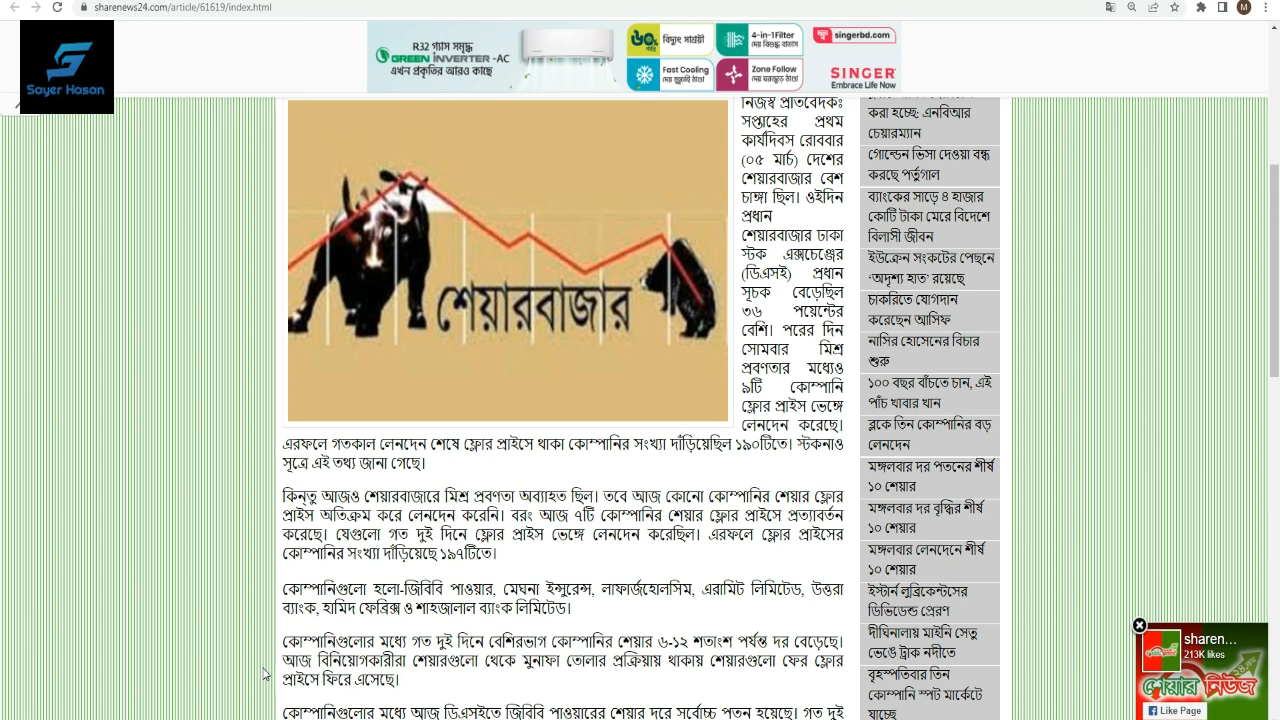 sharenews24.com/article/61619/index.html
M
Sayer Hasan
R32 গ্যাস সমৃদ্ধ
GREEN INVERTER-AC
এখন প্রকৃতির আরও কাছে
৬০%
বিদ্যুৎ সাশ্রয়ী
4-in-1 Filter
দেয় বিশুদ্ধ বাতাস
Fast Cooling
দেয় মুহূর্তেই ঠাণ্ডা
Zone Follow
দেয় ঘরজুড়ে ঠাণ্ডা
singerbd.com
SINGER
Embrace Life Now
শেয়ারবাজার
নিজস্ব প্রতিবেদক:
সপ্তাহের প্রথম
কার্যদিবস রোববার
(০৫ মার্চ) দেশের
শেয়ারবাজার বেশ
চাঙ্গা ছিল। ওইদিন
প্রধান
শেয়ারবাজার ঢাকা
স্টক এক্সচেঞ্জের
(ডিএসই) প্রধান
সূচক বেড়েছিল
৩৬ পয়েন্টের
বেশি। পরের দিন
সোমবার মিশ্র
প্রবণতার মধ্যেও
৯টি কোম্পানি
ফ্লোর প্রাইস ভেঙ্গে
লেনদেন করেছে।
এরফলে গতকাল লেনদেন শেষে ফ্লোর প্রাইসে থাকা কোম্পানির সংখ্যা দাঁড়িয়েছিল ১৯০টিতে। স্টকনাও
সূত্রে এই তথ্য জানা গেছে।
কিন্তু আজও শেয়ারবাজারে মিশ্র প্রবণতা অব্যাহত ছিল। তবে আজ কোনো কোম্পানির শেয়ার ফ্লোর
প্রাইস অতিক্রম করে লেনদেন করেনি। বরং আজ ৭টি কোম্পানির শেয়ার ফ্লোর প্রাইসে প্রত্যাবর্তন
করেছে। যেগুলো গত দুই দিনে ফ্লোর প্রাইস ভেঙ্গে লেনদেন করেছিল। এরফলে ফ্লোর প্রাইসের
কোম্পানির সংখ্যা দাঁড়িয়েছে ১৯৭টিতে।
কোম্পানিগুলো হলো-জিবিবি পাওয়ার, মেঘনা ইন্সুরেন্স, লাফার্জহোলসিম, এরামিট লিমিটেড, উত্তরা
ব্যাংক, হামিদ ফেব্রিক্স ও শাহজালাল ব্যাংক লিমিটেড।
কোম্পানিগুলোর মধ্যে গত দুই দিনে বেশিরভাগ কোম্পানির শেয়ার ৬-১২ শতাংশ পর্যন্ত দর বেড়েছে।
আজ বিনিয়োগকারীরা শেয়ারগুলো থেকে মুনাফা তোলার প্রক্রিয়ায় থাকায় শেয়ারগুলো ফের ফ্লোর
প্রাইসে ফিরে এসেছে।
কোম্পানিগুলোর মধ্যে আজ ডিএসইতে জিবিবি পাওয়ারের শেয়ার দরে সর্বোচ্চ পতন হয়েছে। গত দুই
করা হচ্ছে: এনবিআর
চেয়ারম্যান
গোল্ডেন ভিসা দেওয়া বন্ধ
করছে পর্তুগাল
ব্যাংকের সাড়ে ৪ হাজার
কোটি টাকা মেরে বিদেশে
বিলাসী জীবন
ইউক্রেন সংকটের পেছনে
‘অদৃশ্য হাত’ রয়েছে
চাকরিতে যোগদান
করেছেন আসিফ
নাসির হোসেনের বিচার
শুরু
১০০ বছর বাঁচতে চান, এই
পাঁচ খাবার খান
ব্লকে তিন কোম্পানির বড়
লেনদেন
মঙ্গলবার দর পতনের শীর্ষ
১০ শেয়ার
মঙ্গলবার দর বৃদ্ধির শীর্ষ
১০ শেয়ার
মঙ্গলবার লেনদেনে শীর্ষ
১০ শেয়ার
ইস্টার্ন লুব্রিকেন্টসের
ডিভিডেন্ড প্রেরণ
দীঘিনালায় মাইনি সেতু
ভেঙে ট্রাক নদীতে
বৃহস্পতিবার তিন
কোম্পানি স্পট মার্কেটে
যাচ্ছে
sharen...
213K likes
শেয়ার নিউজ
Like Page